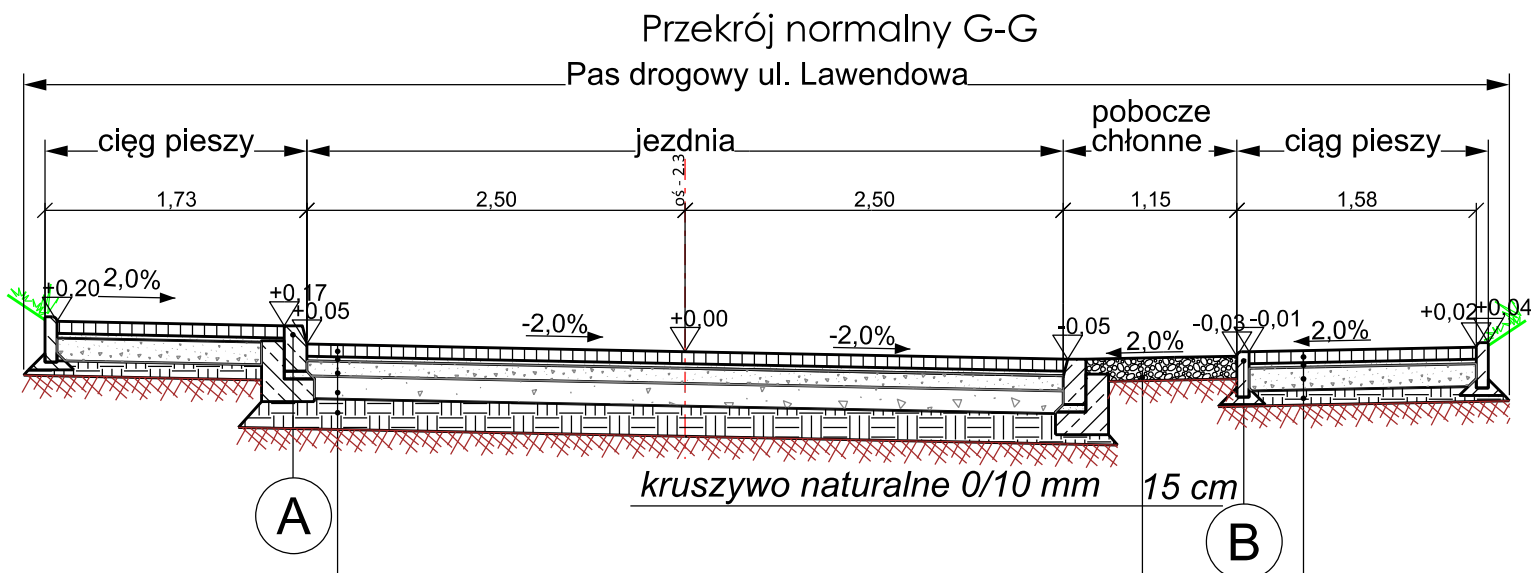 Przekrój normalny G-G
Pas drogowy ul. Lawendowa
cięg pieszy
jezdnia
pobocze
chłonne
ciąg pieszy
oś - 2.3
1,73
2,50
2,50
1,15
1,58
+0,20
2,0%
+0,17
+0,05
-2,0%
+0,00
-2,0%
-0,05
2,0%
-0,03
-0,01
2,0%
+0,02
+0,04
kruszywo naturalne 0/10 mm 15 cm
A
B